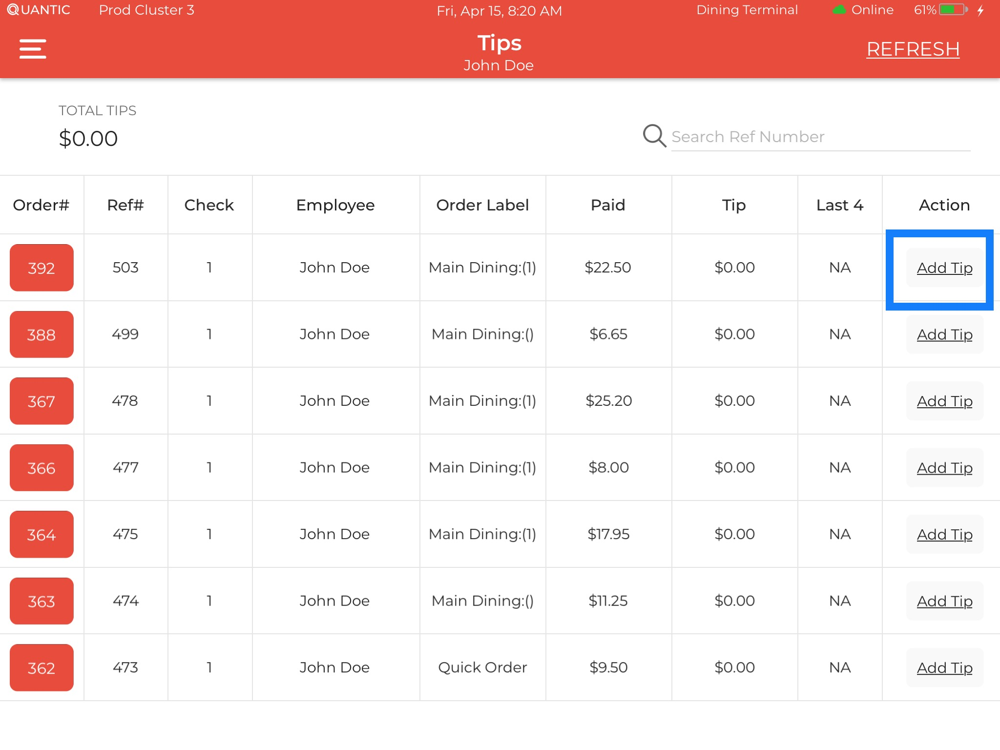 QUANTIC Prod Cluster 3 Fri, Apr 15, 8:20 AM Dining Terminal Online 61%
Tips
John Doe
REFRESH
TOTAL TIPS
$0.00
Search Ref Number
Order# Ref# Check Employee Order Label Paid Tip Last 4 Action
392 503 1 John Doe Main Dining:(1) $22.50 $0.00 NA Add Tip
388 499 1 John Doe Main Dining:() $6.65 $0.00 NA Add Tip
367 478 1 John Doe Main Dining:(1) $25.20 $0.00 NA Add Tip
366 477 1 John Doe Main Dining:(1) $8.00 $0.00 NA Add Tip
364 475 1 John Doe Main Dining:(1) $17.95 $0.00 NA Add Tip
363 474 1 John Doe Main Dining:() $11.25 $0.00 NA Add Tip
362 473 1 John Doe Quick Order $9.50 $0.00 NA Add Tip